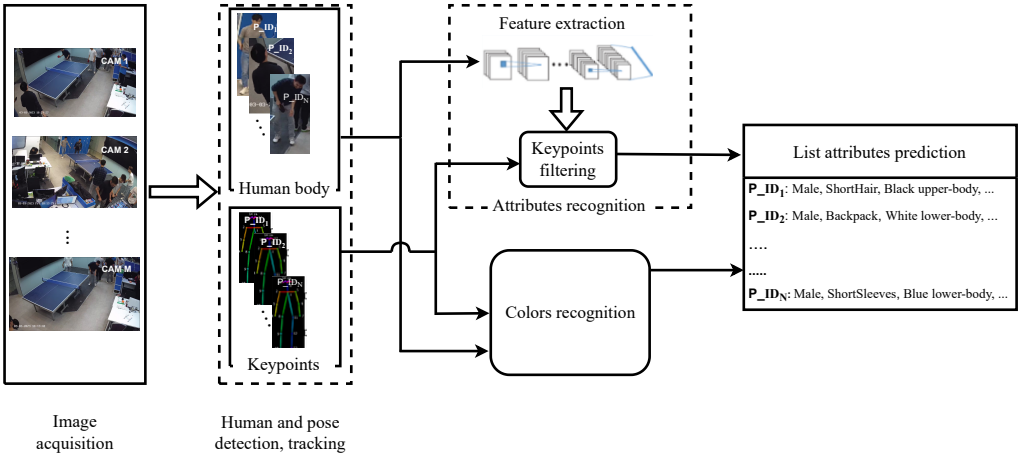 CAM 1
CAM 2
...
CAM M
Image
acquisition
P_ID1
P_ID2
P_IDN
Human body
P_ID1
P_ID2
P_IDN
Keypoints
Human and pose
detection, tracking
Feature extraction
Keypoints
filtering
Attributes recognition
Colors recognition
List attributes prediction
P_ID1: Male, ShortHair, Black upper-body, ...
P_ID2: Male, Backpack, White lower-body, ...
....
.....
P_IDN: Male, ShortSleeves, Blue lower-body, ...